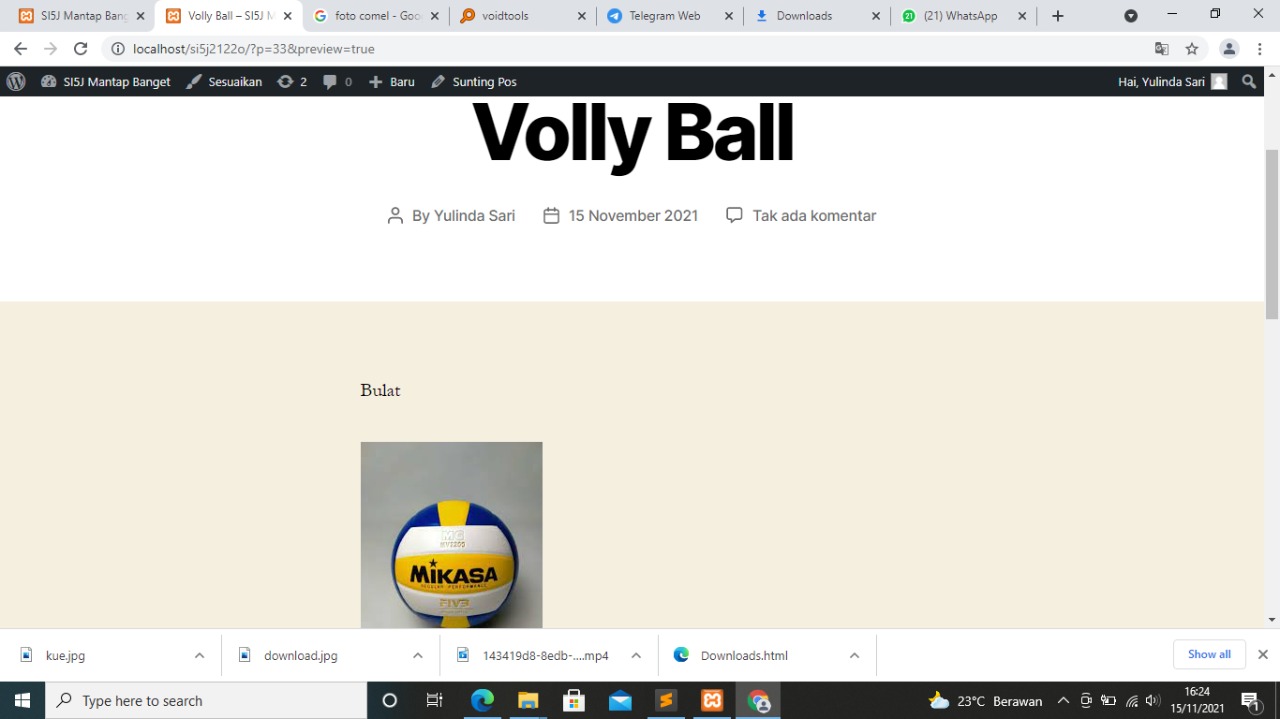 SI5J Mantap Bang
Volly Ball – SI5J M
foto comel - Goo
voidtools
Telegram Web
Downloads
(21) WhatsApp
localhost/si5j2122o/?p=33&preview=true
SI5J Mantap Banget
Sesuaikan
2
0
Baru
Sunting Pos
Hai, Yulinda Sari
Volly Ball
By Yulinda Sari
15 November 2021
Tak ada komentar
Bulat
MIKASA
kue.jpg
download.jpg
143419d8-8edb-....mp4
Downloads.html
Show all
Type here to search
23°C Berawan
16:24
15/11/2021
1